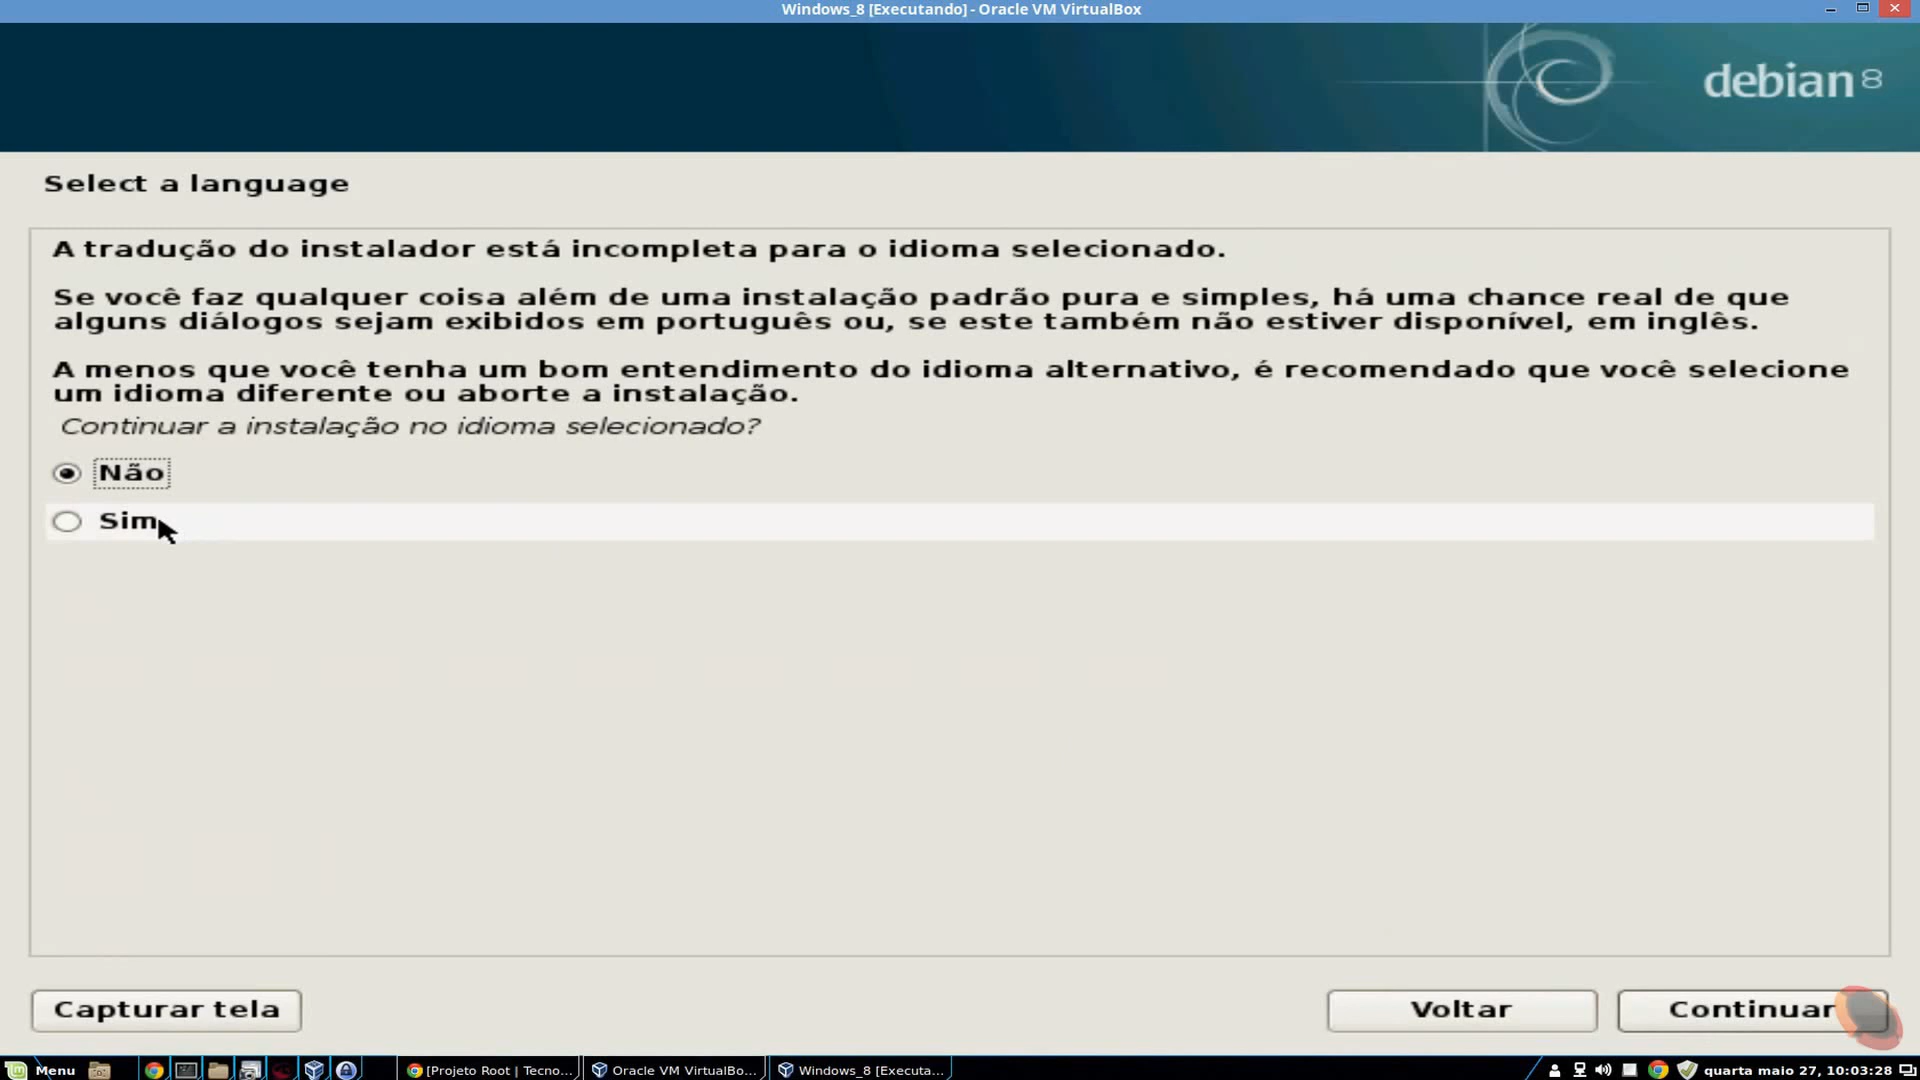 Windows_8 [Executando] - Oracle VM VirtualBox
debian 8
Select a language
A tradução do instalador está incompleta para o idioma selecionado.
Se você faz qualquer coisa além de uma instalação padrão pura e simples, há uma chance real de que
alguns diálogos sejam exibidos em português ou, se este também não estiver disponível, em inglês.
A menos que você tenha um bom entendimento do idioma alternativo, é recomendado que você selecione
um idioma diferente ou aborte a instalação.
Continuar a instalação no idioma selecionado?
Não
Sim
Capturar tela
Voltar
Continuar
Menu
[Projeto Root | Tecno...
Oracle VM VirtualBo...
Windows_8 [Executa...
quarta maio 27, 10:03:28